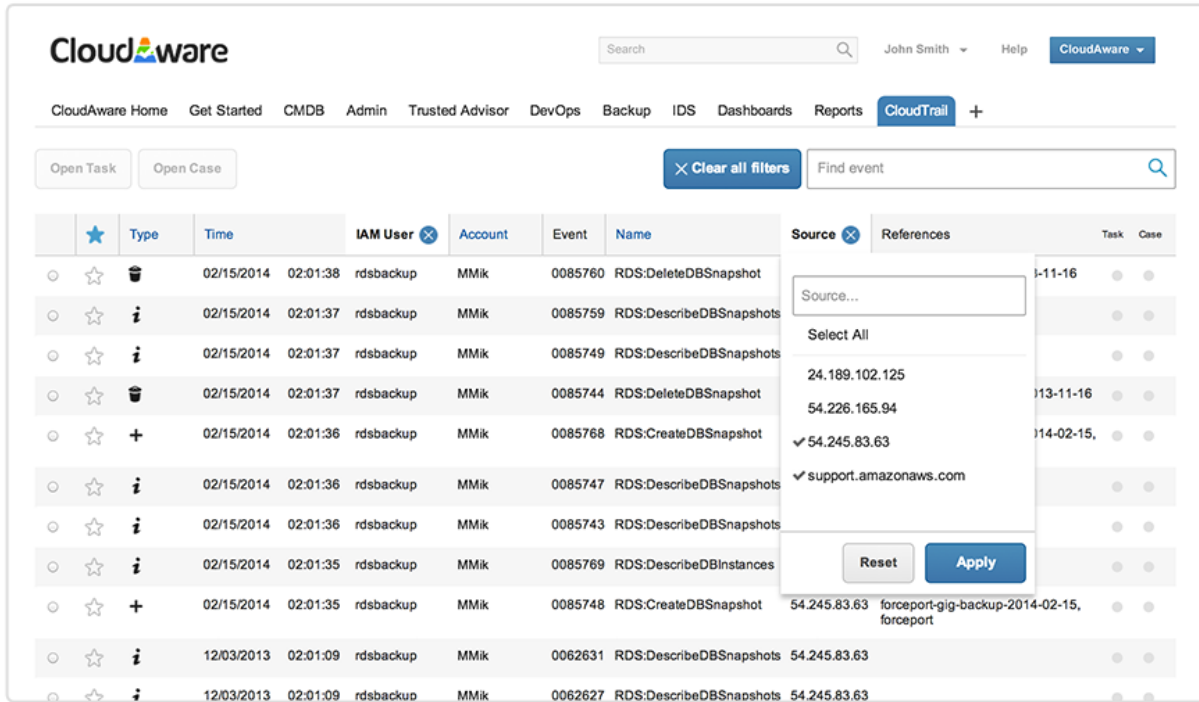 CloudAware
Search
John Smith
Help
CloudAware
CloudAware Home Get Started CMDB Admin Trusted Advisor DevOps Backup IDS Dashboards Reports CloudTrail +
Open Task Open Case
Clear all filters
Find event
Type Time IAM User Account Event Name Source References Task Case
02/15/2014 02:01:38 rdsbackup MMik 0085760 RDS:DeleteDBSnapshot -11-16
02/15/2014 02:01:37 rdsbackup MMik 0085759 RDS:DescribeDBSnapshots
02/15/2014 02:01:37 rdsbackup MMik 0085749 RDS:DescribeDBSnapshots
02/15/2014 02:01:37 rdsbackup MMik 0085744 RDS:DeleteDBSnapshot 13-11-16
02/15/2014 02:01:36 rdsbackup MMik 0085768 RDS:CreateDBSnapshot 14-02-15,
02/15/2014 02:01:36 rdsbackup MMik 0085747 RDS:DescribeDBSnapshots
02/15/2014 02:01:36 rdsbackup MMik 0085743 RDS:DescribeDBSnapshots
02/15/2014 02:01:35 rdsbackup MMik 0085769 RDS:DescribeDBInstances
02/15/2014 02:01:35 rdsbackup MMik 0085748 RDS:CreateDBSnapshot 54.245.83.63 forceport-gig-backup-2014-02-15,
forceport
12/03/2013 02:01:09 rdsbackup MMik 0062631 RDS:DescribeDBSnapshots 54.245.83.63
12/03/2013 02:01:09 rdsbackup MMik 0062627 RDS:DescribeDBSnapshots 54.245.83.63
Source...
Select All
24.189.102.125
54.226.165.94
54.245.83.63
support.amazonaws.com
Reset Apply